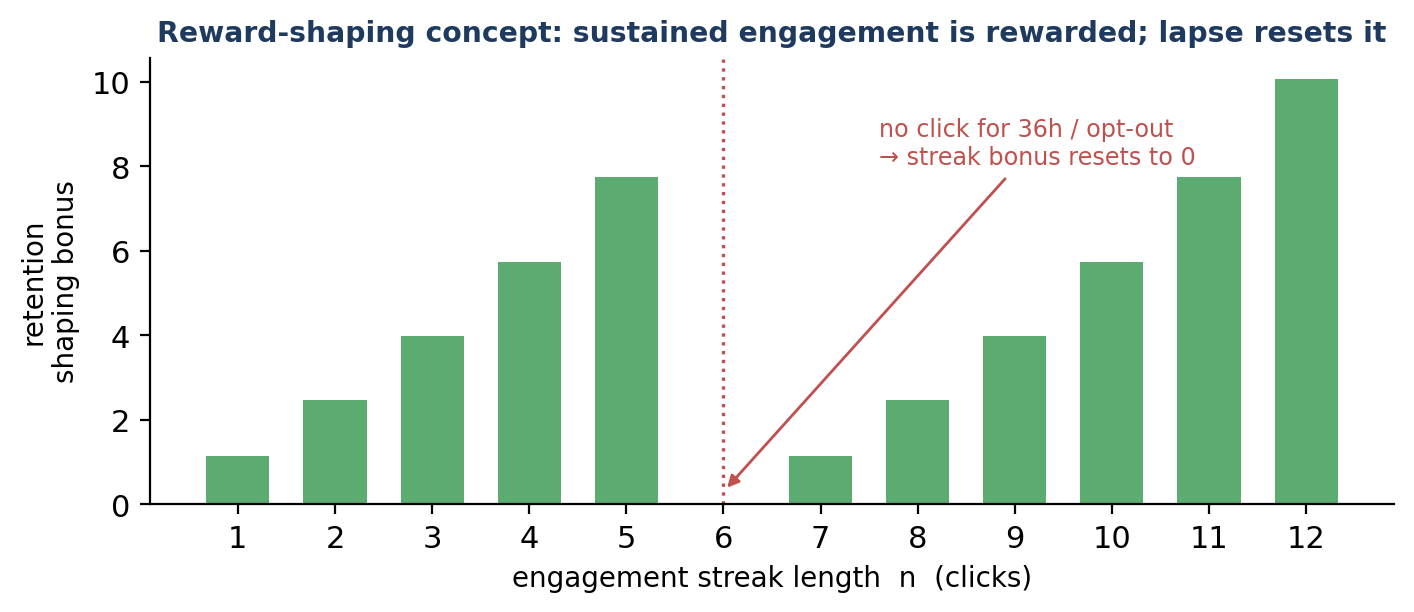 Reward-shaping concept: sustained engagement is rewarded; lapse resets it
retention
shaping bonus
10
8
6
4
2
0
no click for 36h / opt-out
→ streak bonus resets to 0
1 2 3 4 5 6 7 8 9 10 11 12
engagement streak length n (clicks)